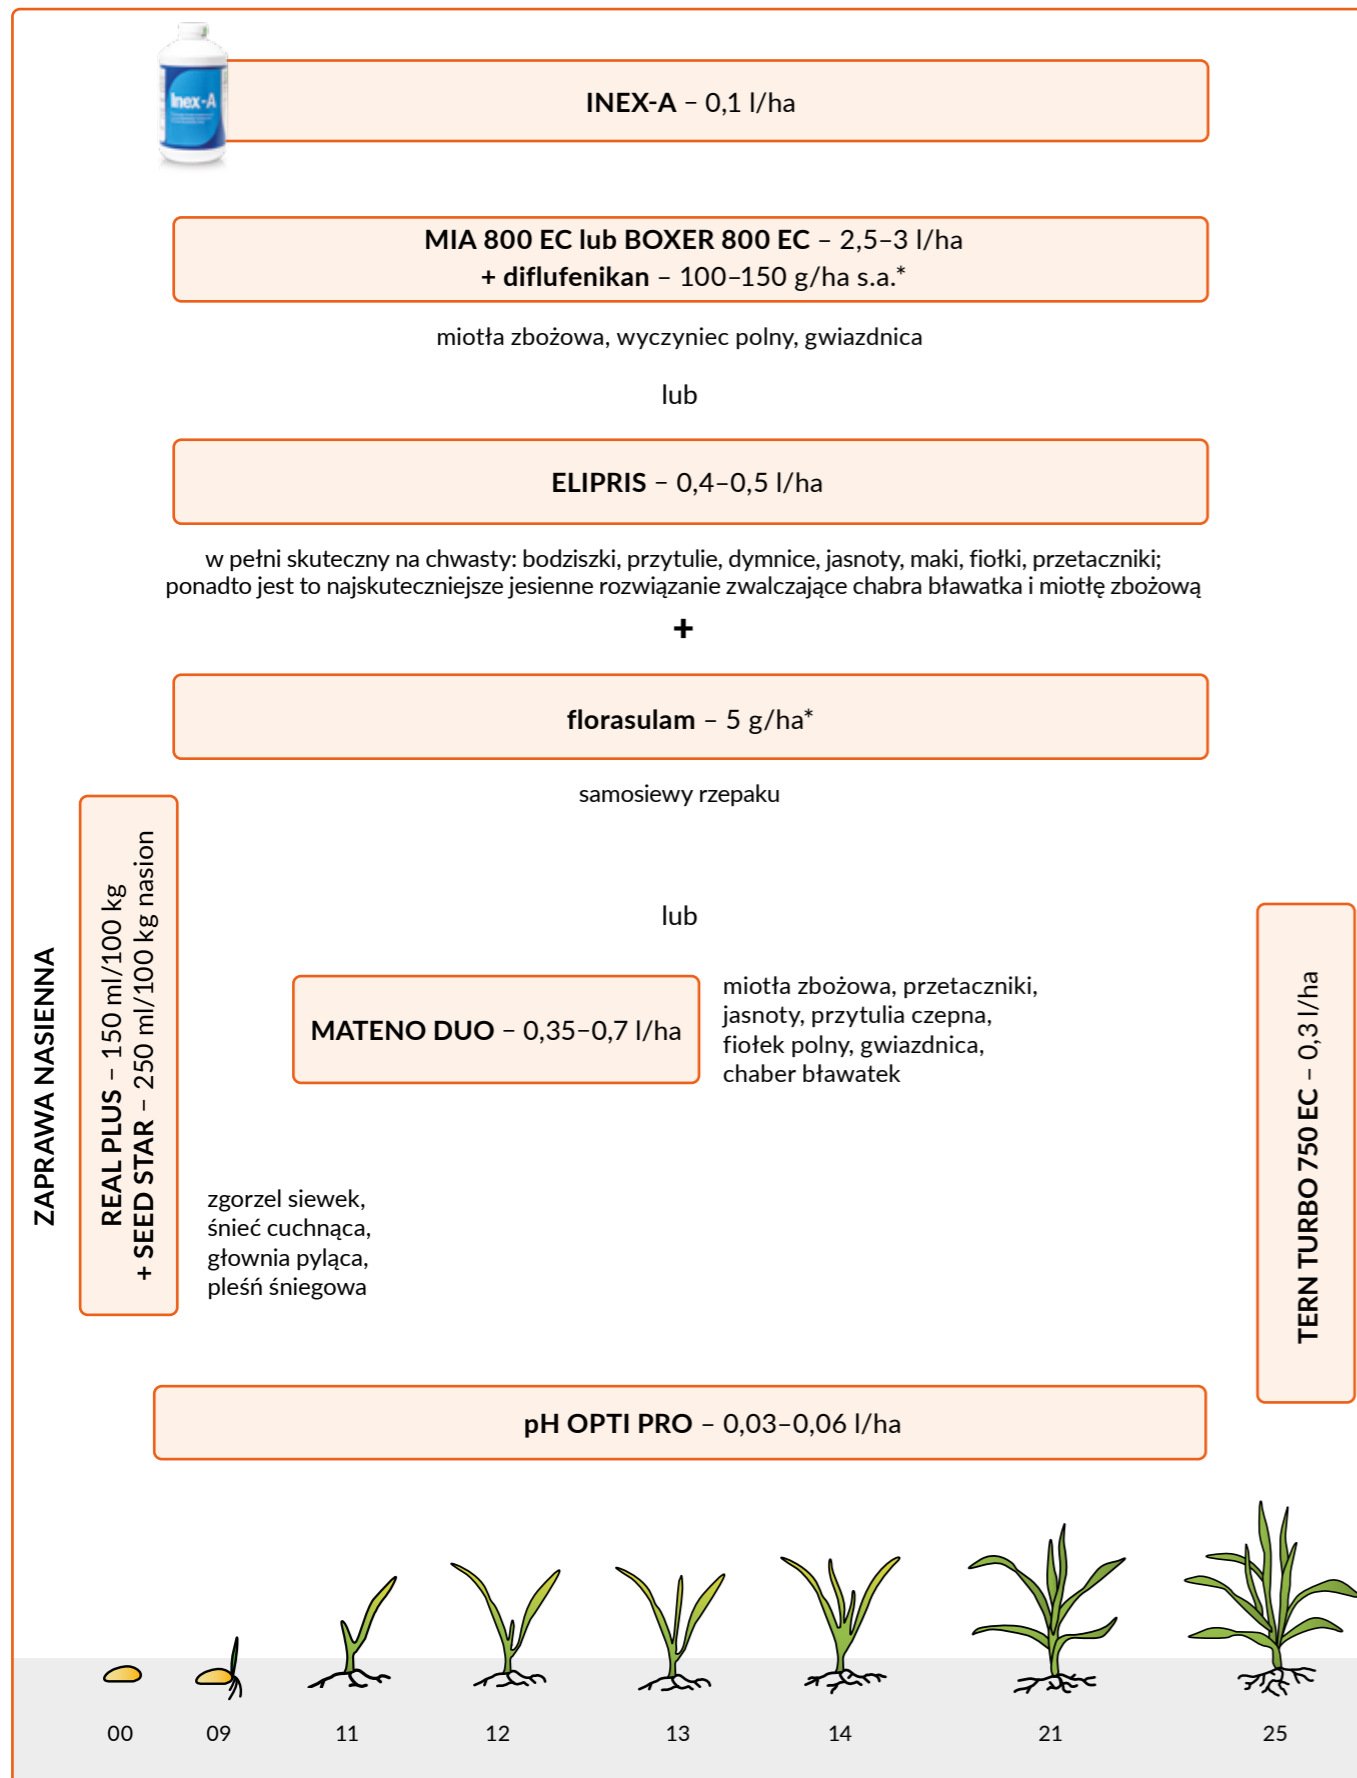 Inex-A
INEX-A – 0,1 l/ha
MIA 800 EC lub BOXER 800 EC – 2,5–3 l/ha
+ diflufenikan – 100–150 g/ha s.a.*
miotła zbożowa, wyczyniec polny, gwiazdnica
lub
ELIPRIS – 0,4–0,5 l/ha
w pełni skuteczny na chwasty: bodziszki, przytulie, dymnice, jasnoty, maki, fiołki, przetaczniki;
ponadto jest to najskuteczniejsze jesienne rozwiązanie zwalczające chabra bławatka i miotłę zbożową
+
florasulam – 5 g/ha*
samosiewy rzepaku
lub
MATENO DUO – 0,35–0,7 l/ha
miotła zbożowa, przetaczniki,
jasnoty, przytulia czepna,
fiołek polny, gwiazdnica,
chaber bławatek
ZAPRAWA NASIENNA
REAL PLUS – 150 ml/100 kg
+ SEED STAR – 250 ml/100 kg nasion
zgorzel siewek,
śnieć cuchnąca,
głownia pyląca,
pleśń śniegowa
TERN TURBO 750 EC – 0,3 l/ha
pH OPTI PRO – 0,03–0,06 l/ha
00 09 11 12 13 14 21 25